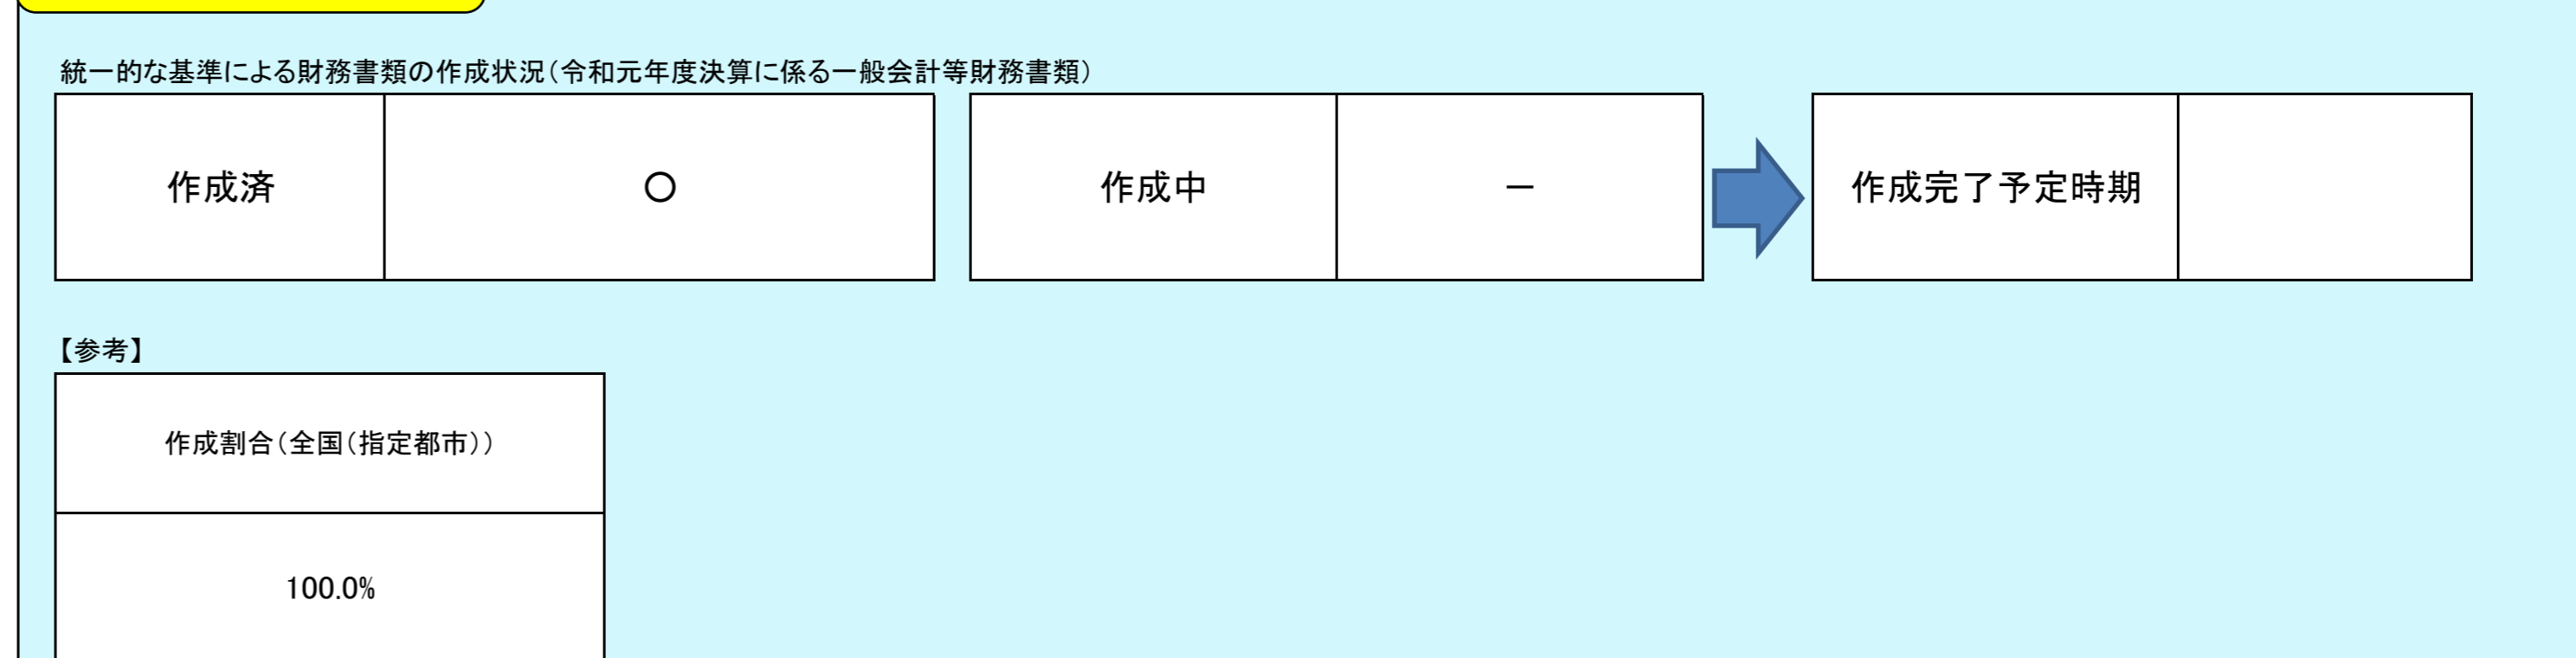 統一的な基準による財務書類の作成状況（令和元年度決算に係る一般会計等財務書類）
作成済 ○ 作成中 － 作成完了予定時期
【参考】
作成割合（全国（指定都市））
100.0%